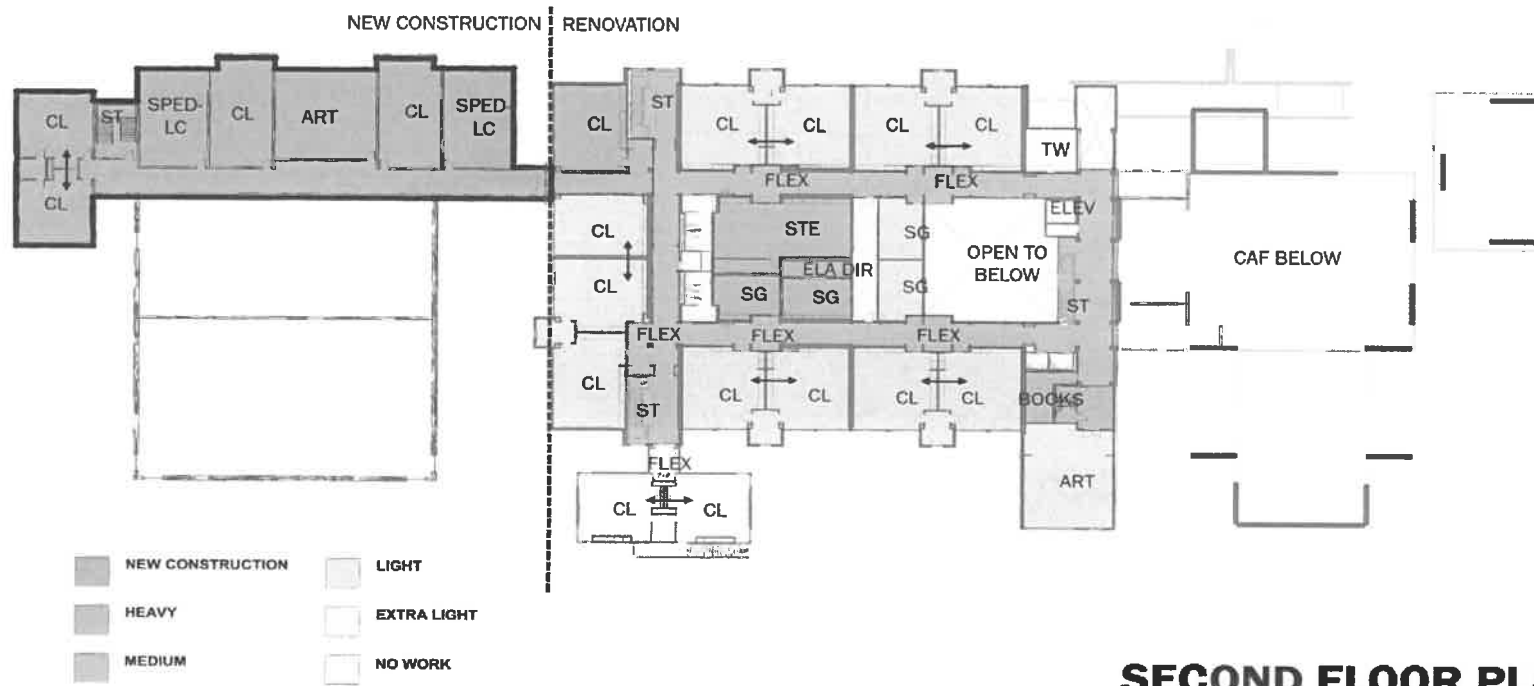 NEW CONSTRUCTION RENOVATION
CL ST SPED-LC CL ART CL SPED LC CL ST CL CL CL CL TW
CL
FLEX FLEX ELEV
CL STE SG OPEN TO BELOW CAF BELOW
ELA DIR
CL SG SG SG ST
FLEX FLEX FLEX
CL ST CL CL CL CL BOOKS
FLEX ART
CL CL
NEW CONSTRUCTION LIGHT
HEAVY EXTRA LIGHT
MEDIUM NO WORK
SECOND FLOOR PL